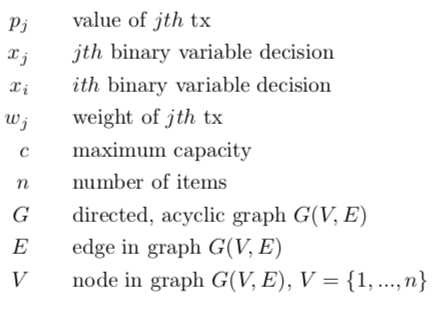 p_j value of jth tx
x_j jth binary variable decision
x_i ith binary variable decision
w_j weight of jth tx
c maximum capacity
n number of items
G directed, acyclic graph G(V, E)
E edge in graph G(V, E)
V node in graph G(V, E), V = {1, ..., n}